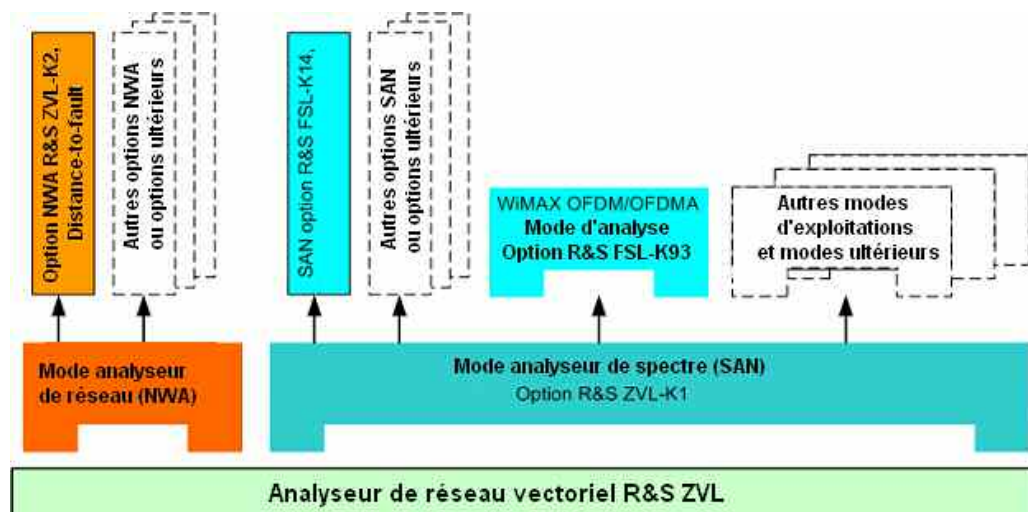 Option NWA R&S ZVL-K2,
Distance-to-fault
Autres options NWA
ou options ultérieurs
SAN option R&S FSL-K14,
Autres options SAN
ou options ultérieurs
WiMAX OFDM/OFDMA
Mode d'analyse
Option R&S FSL-K93
Autres modes
d'exploitations
et modes ultérieurs
Mode analyseur
de réseau (NWA)
Mode analyseur de spectre (SAN)
Option R&S ZVL-K1
Analyseur de réseau vectoriel R&S ZVL